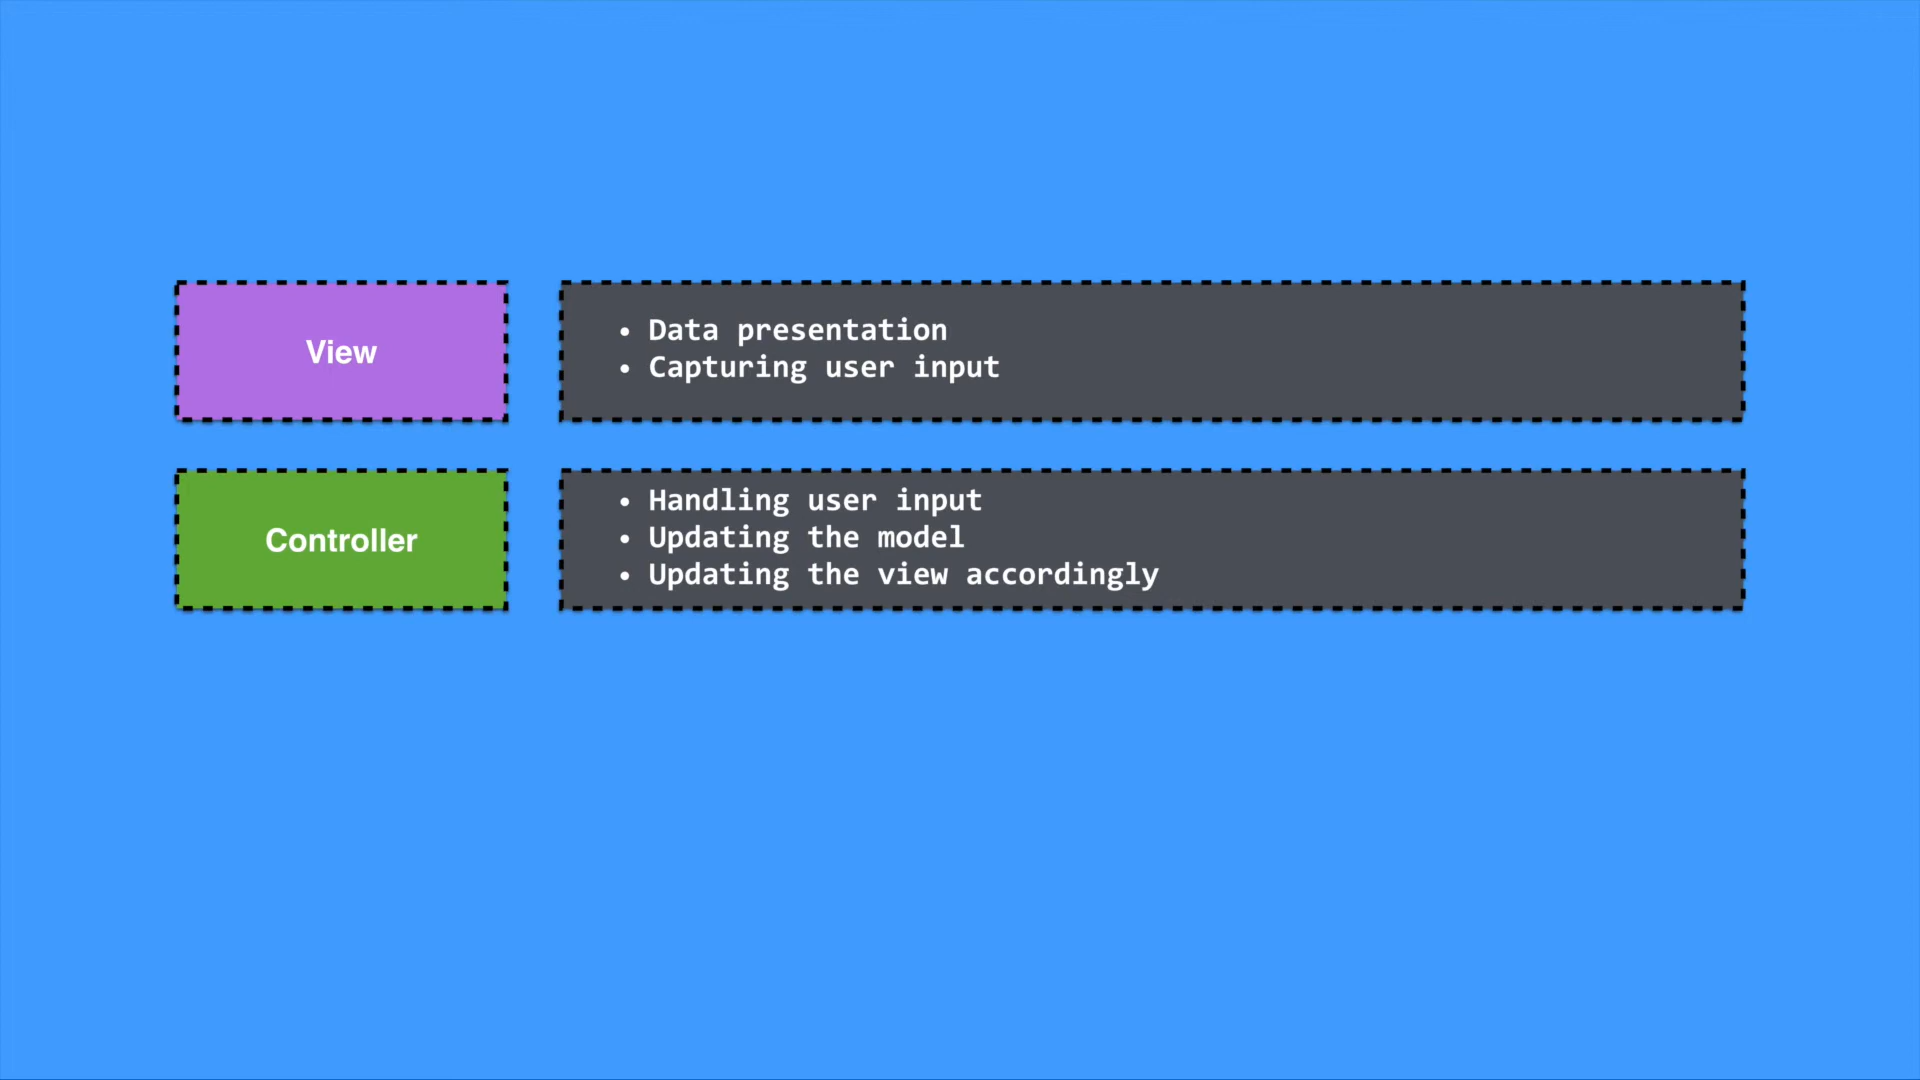 View
• Data presentation
• Capturing user input
Controller
• Handling user input
• Updating the model
• Updating the view accordingly